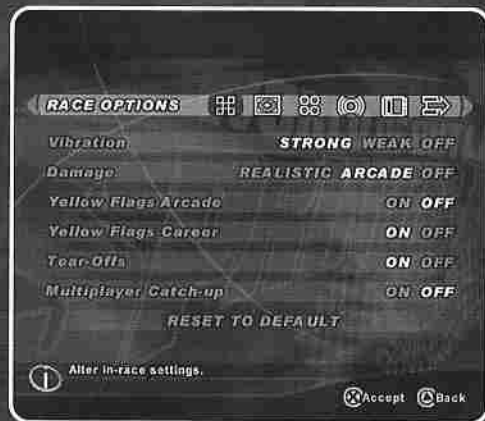 RACE OPTIONS
Vibration STRONG WEAK OFF
Damage REALISTIC ARCADE OFF
Yellow Flags Arcade ON OFF
Yellow Flags Career ON OFF
Tear-Offs ON OFF
Multiplayer Catch-up ON OFF
RESET TO DEFAULT
Alter in-race settings.
Accept Back